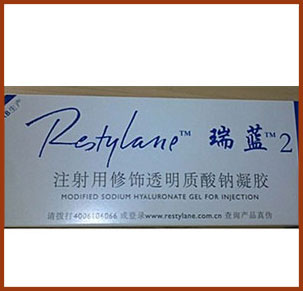 Restylane™ 瑞蓝™ 2
注射用修饰透明质酸钠凝胶
MODIFIED SODIUM HYALURONATE GEL FOR INJECTION
请拨打4006104066 或登录www.restylane.com.cn 查询产品真伪